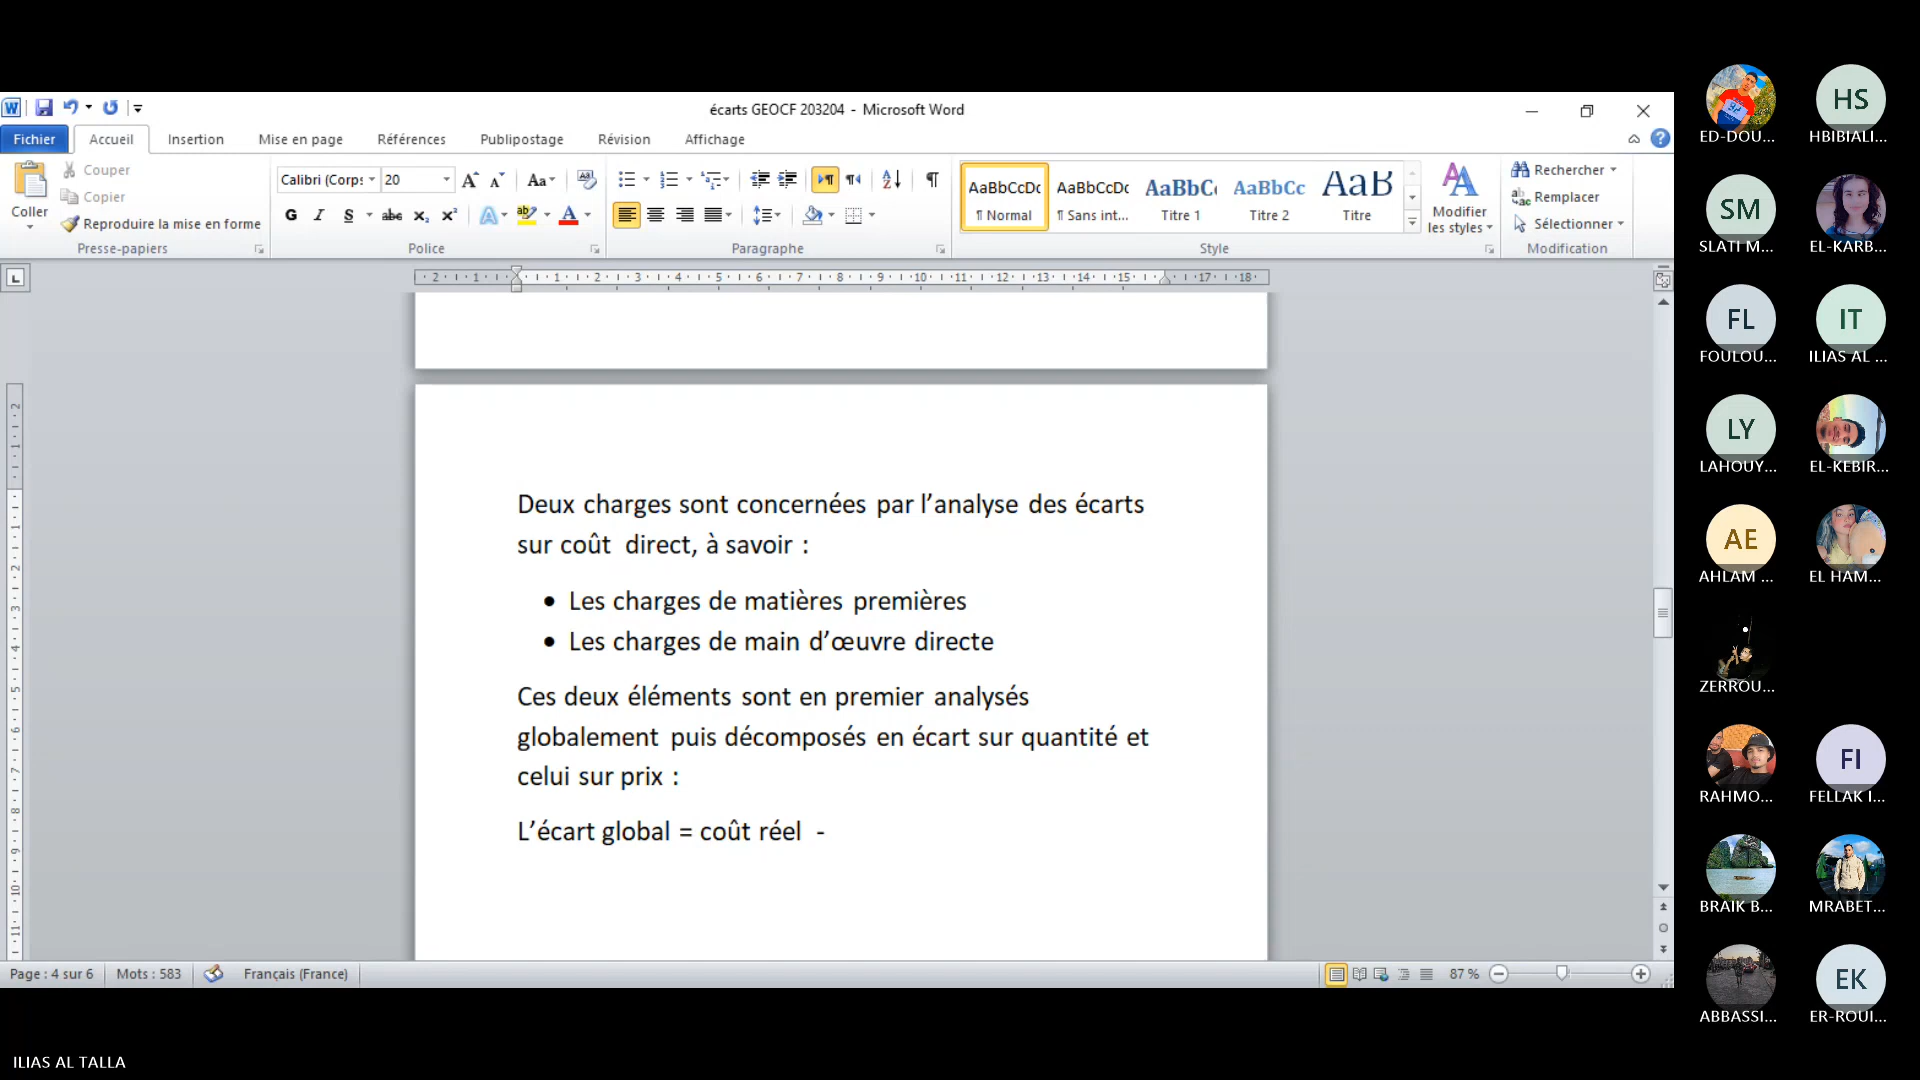 écarts GEOCF 203204 - Microsoft Word
Fichier Accueil Insertion Mise en page Références Publipostage Révision Affichage
Coller
Couper
Copier
Reproduire la mise en forme
Presse-papiers
Calibri (Corps 20
Police
Paragraphe
AaBbCcDc AaBbCcDc AaBbC AaBbCc AaB
¶ Normal ¶ Sans int... Titre 1 Titre 2 Titre
Modifier
les styles
Style
Rechercher
Remplacer
Sélectionner
Modification
Deux charges sont concernées par l’analyse des écarts
sur coût direct, à savoir :
• Les charges de matières premières
• Les charges de main d’œuvre directe
Ces deux éléments sont en premier analysés
globalement puis décomposés en écart sur quantité et
celui sur prix :
L’écart global = coût réel -
Page : 4 sur 6 Mots : 583 Français (France) 87 %
ED-DOU... HBIBIALI...
HS
SM
SLATI M... EL-KARB...
FL IT
FOULOU... ILIAS AL ...
LY
LAHOUY... EL-KEBIR...
AE
AHLAM ... EL HAM...
ZERROU...
FI
RAHMO... FELLAK I...
BRAIK B... MRABET...
EK
ABBASSI... ER-ROUI...
ILIAS AL TALLA